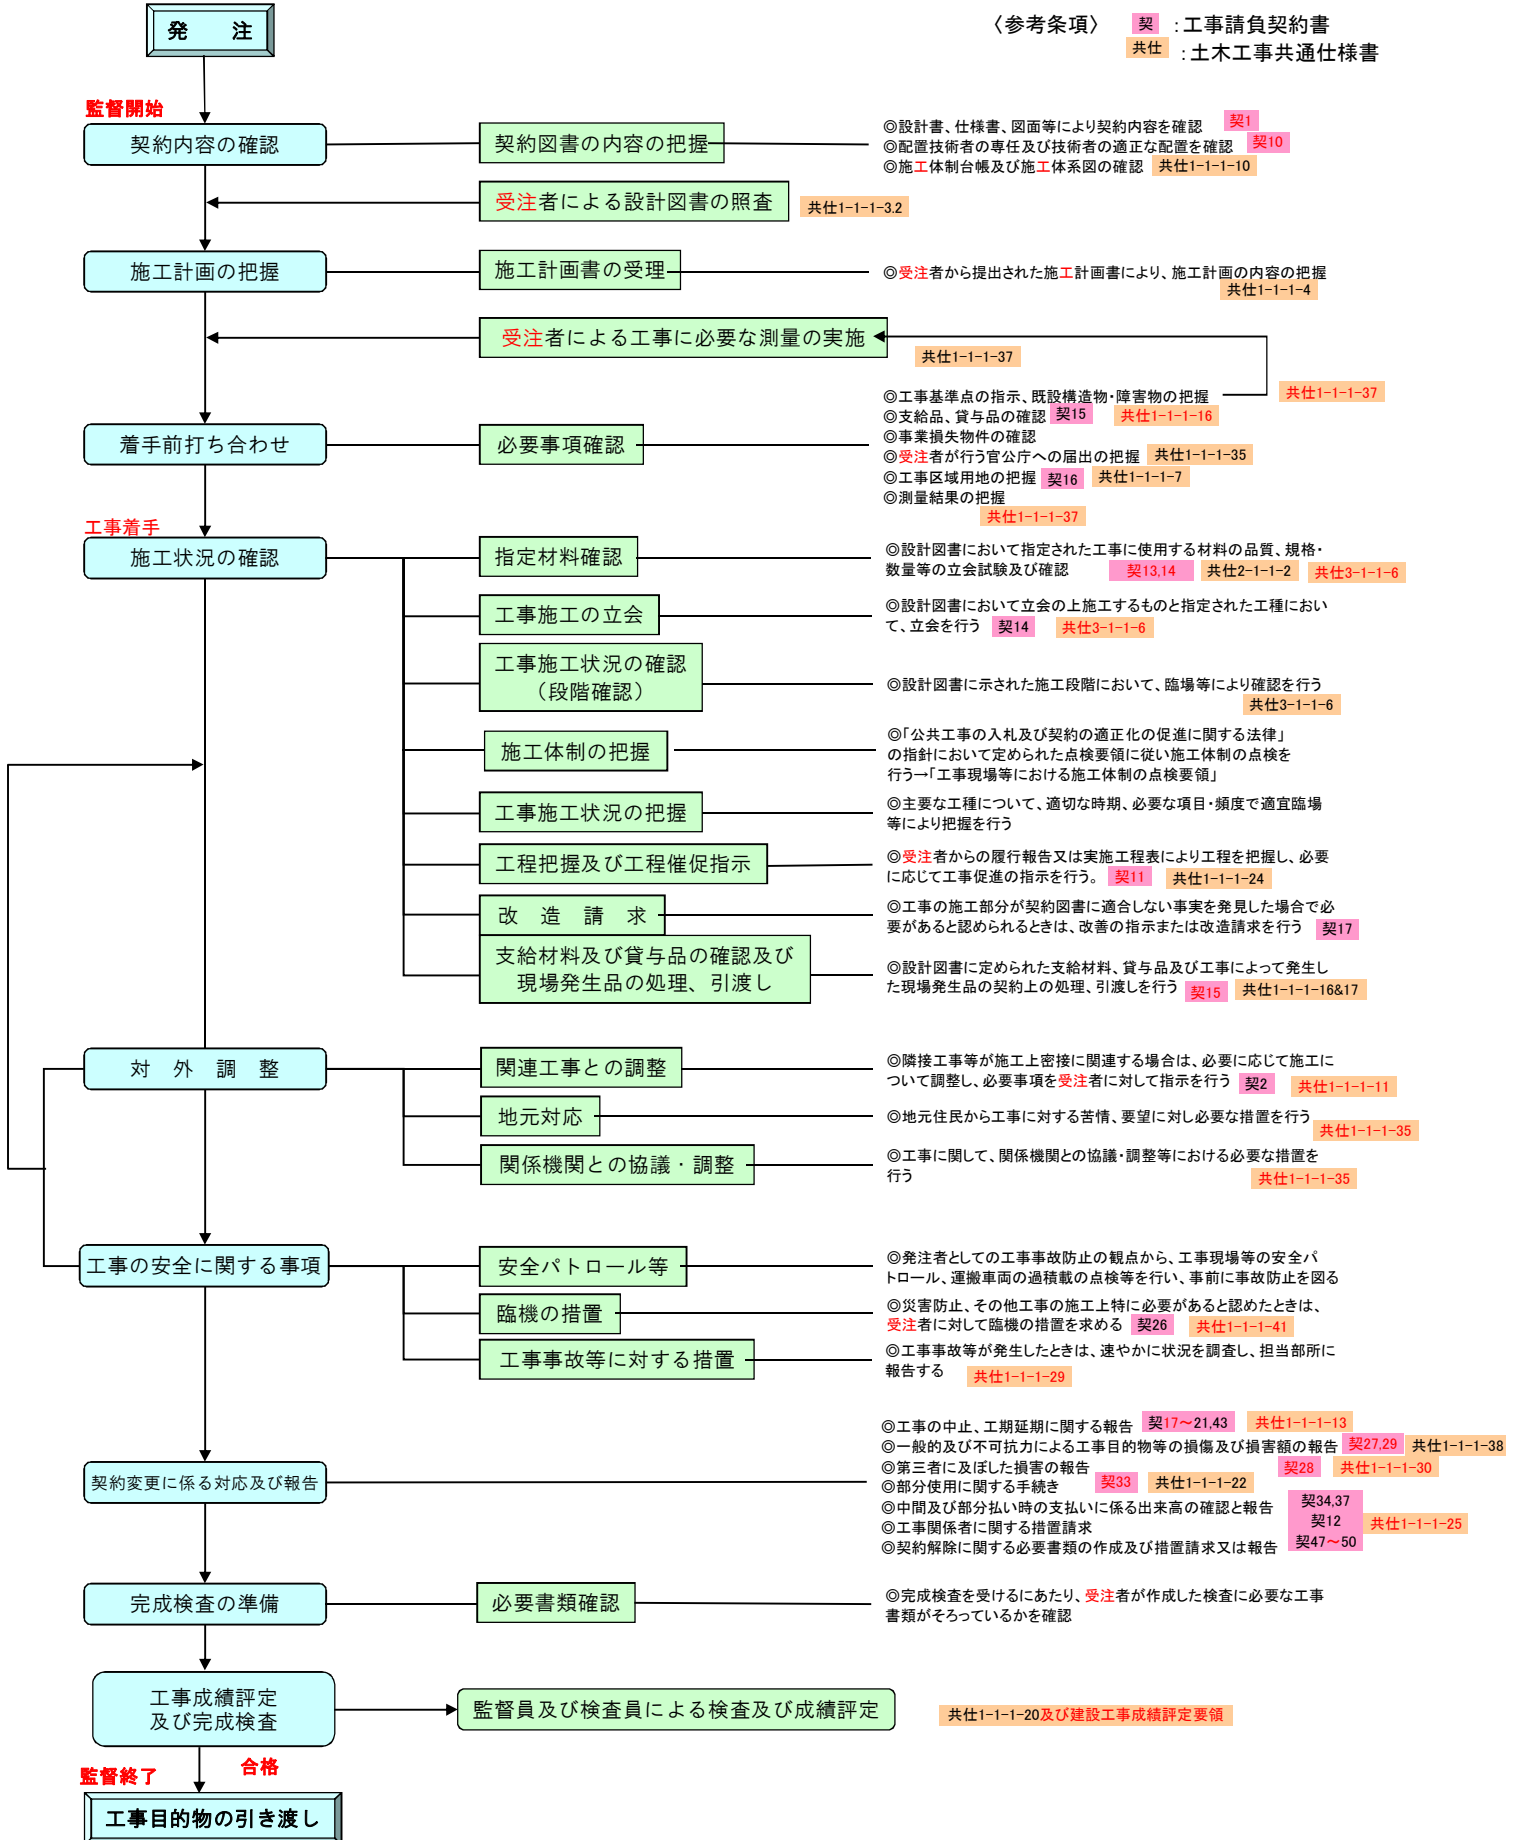 発　注
〈参考条項〉 契 :工事請負契約書
共仕 :土木工事共通仕様書
監督開始
契約内容の確認
契約図書の内容の把握
◎設計書、仕様書、図面等により契約内容を確認 契1
◎配置技術者の専任及び技術者の適正な配置を確認 契10
◎施工体制台帳及び施工体系図の確認 共仕1-1-1-10
受注者による設計図書の照査 共仕1-1-1-3.2
施工計画の把握
施工計画書の受理
◎受注者から提出された施工計画書により、施工計画の内容の把握
共仕1-1-1-4
受注者による工事に必要な測量の実施
共仕1-1-1-37
◎工事基準点の指示、既設構造物・障害物の把握 共仕1-1-1-37
◎支給品、貸与品の確認 契15 共仕1-1-1-16
着手前打ち合わせ
必要事項確認
◎事業損失物件の確認
◎受注者が行う官公庁への届出の把握 共仕1-1-1-35
◎工事区域用地の把握 契16 共仕1-1-1-7
◎測量結果の把握
共仕1-1-1-37
工事着手
施工状況の確認
指定材料確認
◎設計図書において指定された工事に使用する材料の品質、規格・
数量等の立会試験及び確認 契13,14 共仕2-1-1-2 共仕3-1-1-6
工事施工の立会
◎設計図書において立会の上施工するものと指定された工種におい
て、立会を行う 契14 共仕3-1-1-6
工事施工状況の確認
（段階確認）
◎設計図書に示された施工段階において、臨場等により確認を行う
共仕3-1-1-6
施工体制の把握
◎「公共工事の入札及び契約の適正化の促進に関する法律」
の指針において定められた点検要領に従い施工体制の点検を
行う→「工事現場等における施工体制の点検要領」
工事施工状況の把握
◎主要な工種について、適切な時期、必要な項目・頻度で適宜臨場
等により把握を行う
工程把握及び工程催促指示
◎受注者からの履行報告又は実施工程表により工程を把握し、必要
に応じて工事促進の指示を行う。 契11 共仕1-1-1-24
改　造　請　求
◎工事の施工部分が契約図書に適合しない事実を発見した場合で必
要があると認められるときは、改善の指示または改造請求を行う 契17
支給材料及び貸与品の確認及び
現場発生品の処理、引渡し
◎設計図書に定められた支給材料、貸与品及び工事によって発生し
た現場発生品の契約上の処理、引渡しを行う 契15 共仕1-1-1-16&17
対　外　調　整
関連工事との調整
◎隣接工事等が施工上密接に関連する場合は、必要に応じて施工に
ついて調整し、必要事項を受注者に対して指示を行う 契2 共仕1-1-1-11
地元対応
◎地元住民から工事に対する苦情、要望に対し必要な措置を行う
共仕1-1-1-35
関係機関との協議・調整
◎工事に関して、関係機関との協議・調整等における必要な措置を
行う 共仕1-1-1-35
工事の安全に関する事項
安全パトロール等
◎発注者としての工事事故防止の観点から、工事現場等の安全パ
トロール、運搬車両の過積載の点検等を行い、事前に事故防止を図る
臨機の措置
◎災害防止、その他工事の施工上特に必要があると認めたときは、
受注者に対して臨機の措置を求める 契26 共仕1-1-1-41
工事事故等に対する措置
◎工事事故等が発生したときは、速やかに状況を調査し、担当部所に
報告する 共仕1-1-1-29
契約変更に係る対応及び報告
◎工事の中止、工期延期に関する報告 契17～21,43 共仕1-1-1-13
◎一般的及び不可抗力による工事目的物等の損傷及び損害額の報告 契27,29 共仕1-1-1-38
◎第三者に及ぼした損害の報告 契28 共仕1-1-1-30
◎部分使用に関する手続き 契33 共仕1-1-1-22
◎中間及び部分払い時の支払いに係る出来高の確認と報告 契34,37
◎工事関係者に関する措置請求 契12 共仕1-1-1-25
◎契約解除に関する必要書類の作成及び措置請求又は報告 契47～50
完成検査の準備
必要書類確認
◎完成検査を受けるにあたり、受注者が作成した検査に必要な工事
書類がそろっているかを確認
工事成績評定
及び完成検査
監督員及び検査員による検査及び成績評定 共仕1-1-1-20及び建設工事成績評定要領
監督終了
合格
工事目的物の引き渡し